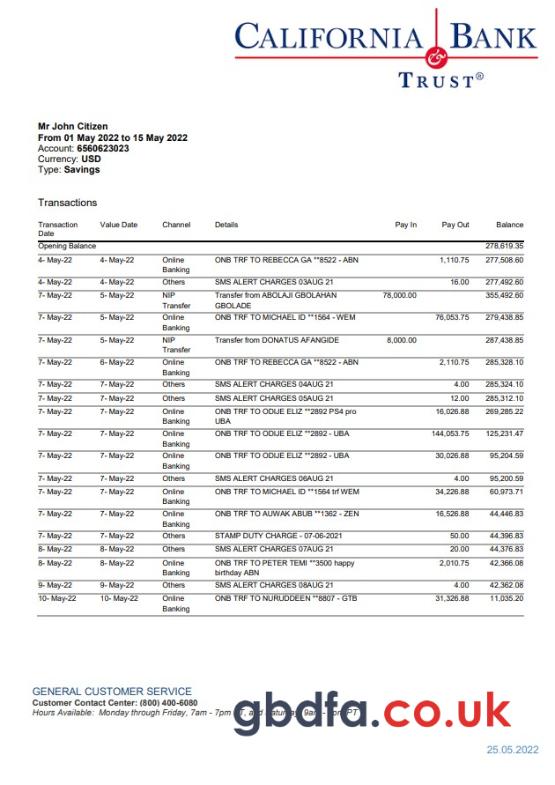 CALIFORNIA BANK
&
TRUST®
Mr John Citizen
From 01 May 2022 to 15 May 2022
Account: 6560623023
Currency: USD
Type: Savings
Transactions
Transaction Date Value Date Channel Details Pay In Pay Out Balance
Opening Balance 278,619.35
4- May-22 4- May-22 Online Banking ONB TRF TO REBECCA GA **8522 - ABN 1,110.75 277,508.60
4- May-22 4- May-22 Others SMS ALERT CHARGES 03AUG 21 16.00 277,492.60
7- May-22 5- May-22 NIP Transfer Transfer from ABOLAJI GBOLAHAN GBOLADE 78,000.00 355,492.60
7- May-22 5- May-22 Online Banking ONB TRF TO MICHAEL ID **1564 - WEM 76,053.75 279,438.85
7- May-22 5- May-22 NIP Transfer Transfer from DONATUS AFANGIDE 8,000.00 287,438.85
7- May-22 6- May-22 Online Banking ONB TRF TO REBECCA GA **8522 - ABN 2,110.75 285,328.10
7- May-22 7- May-22 Others SMS ALERT CHARGES 04AUG 21 4.00 285,324.10
7- May-22 7- May-22 Others SMS ALERT CHARGES 05AUG 21 12.00 285,312.10
7- May-22 7- May-22 Online Banking ONB TRF TO ODIJE ELIZ **2892 PS4 pro UBA 16,026.88 269,285.22
7- May-22 7- May-22 Online Banking ONB TRF TO ODIJE ELIZ **2892 - UBA 144,053.75 125,231.47
7- May-22 7- May-22 Online Banking ONB TRF TO ODIJE ELIZ **2892 - UBA 30,026.88 95,204.59
7- May-22 7- May-22 Others SMS ALERT CHARGES 06AUG 21 4.00 95,200.59
7- May-22 7- May-22 Online Banking ONB TRF TO MICHAEL ID **1564 trf WEM 34,226.88 60,973.71
7- May-22 7- May-22 Online Banking ONB TRF TO AUWAK ABUB **1362 - ZEN 16,526.88 44,446.83
7- May-22 7- May-22 Others STAMP DUTY CHARGE - 07-06-2021 50.00 44,396.83
8- May-22 8- May-22 Others SMS ALERT CHARGES 07AUG 21 20.00 44,376.83
8- May-22 8- May-22 Online Banking ONB TRF TO PETER TEMI **3500 happy birthday ABN 2,010.75 42,366.08
9- May-22 9- May-22 Others SMS ALERT CHARGES 08AUG 21 4.00 42,362.08
10- May-22 10- May-22 Online Banking ONB TRF TO NURUDDEEN **8807 - GTB 31,326.88 11,035.20
GENERAL CUSTOMER SERVICE
Customer Contact Center: (800) 400-6080
Hours Available: Monday through Friday, 7am - 7pm PT
gbdfa.co.uk
25.05.2022